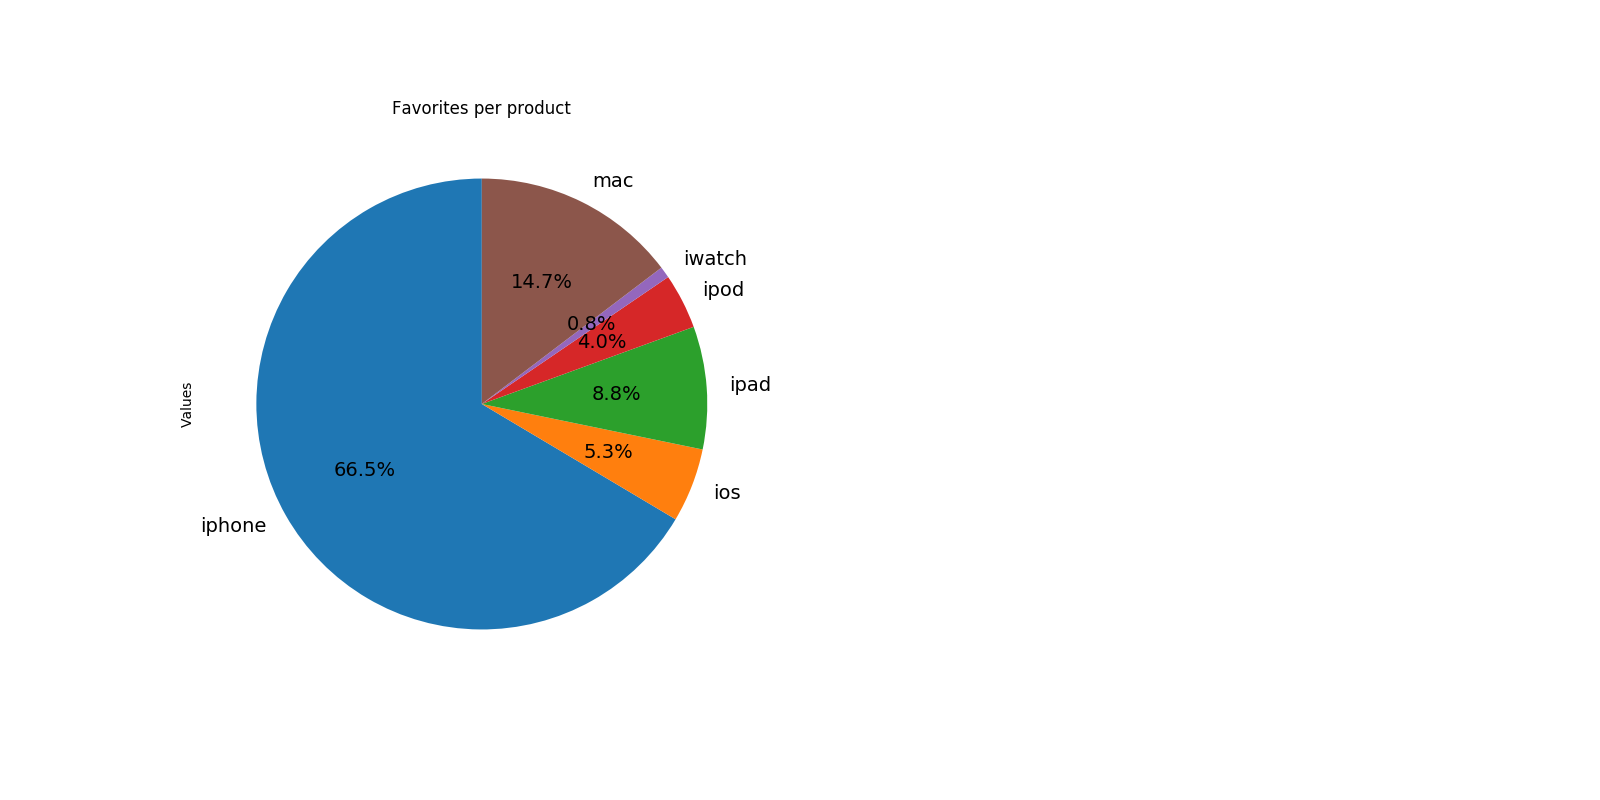 Favorites per product
mac
iwatch
14.7%
ipod
0.8%
4.0%
ipad
8.8%
Values
5.3%
66.5%
ios
iphone